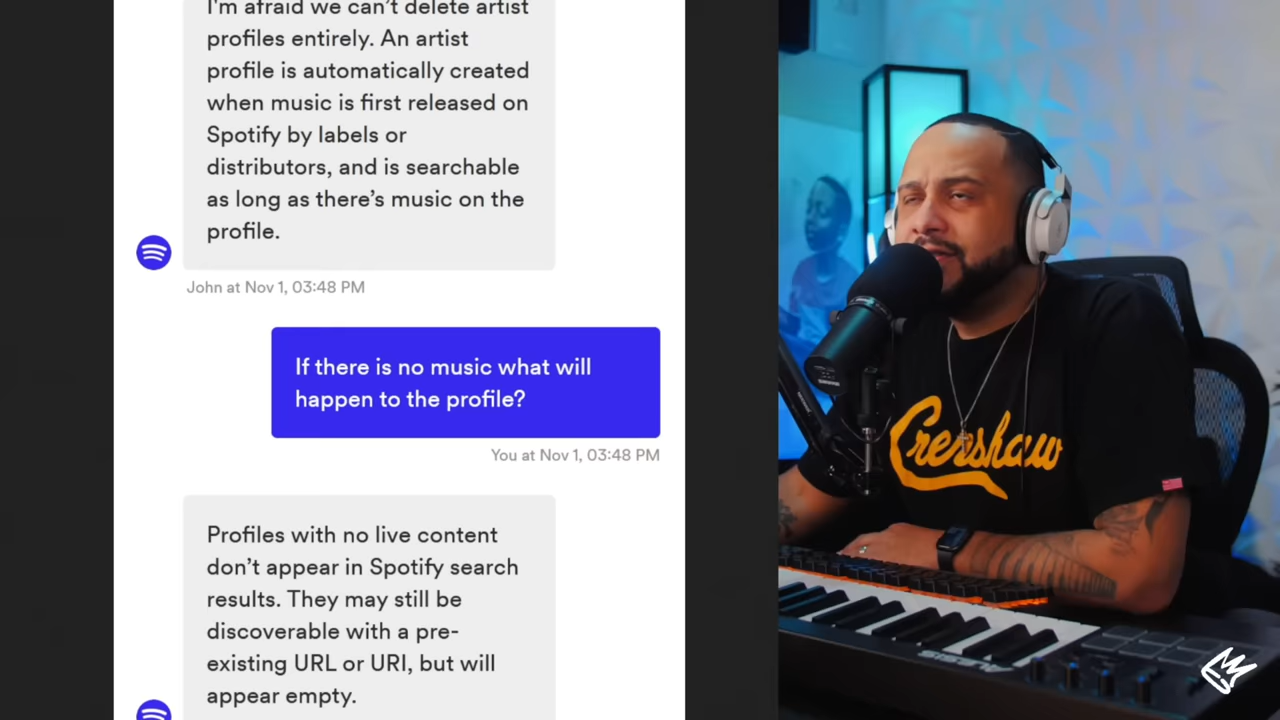 I'm afraid we can't delete artist
profiles entirely. An artist
profile is automatically created
when music is first released on
Spotify by labels or
distributors, and is searchable
as long as there's music on the
profile.
John at Nov 1, 03:48 PM
If there is no music what will
happen to the profile?
You at Nov 1, 03:48 PM
Profiles with no live content
don't appear in Spotify search
results. They may still be
discoverable with a pre-
existing URL or URI, but will
appear empty.
Crenshaw